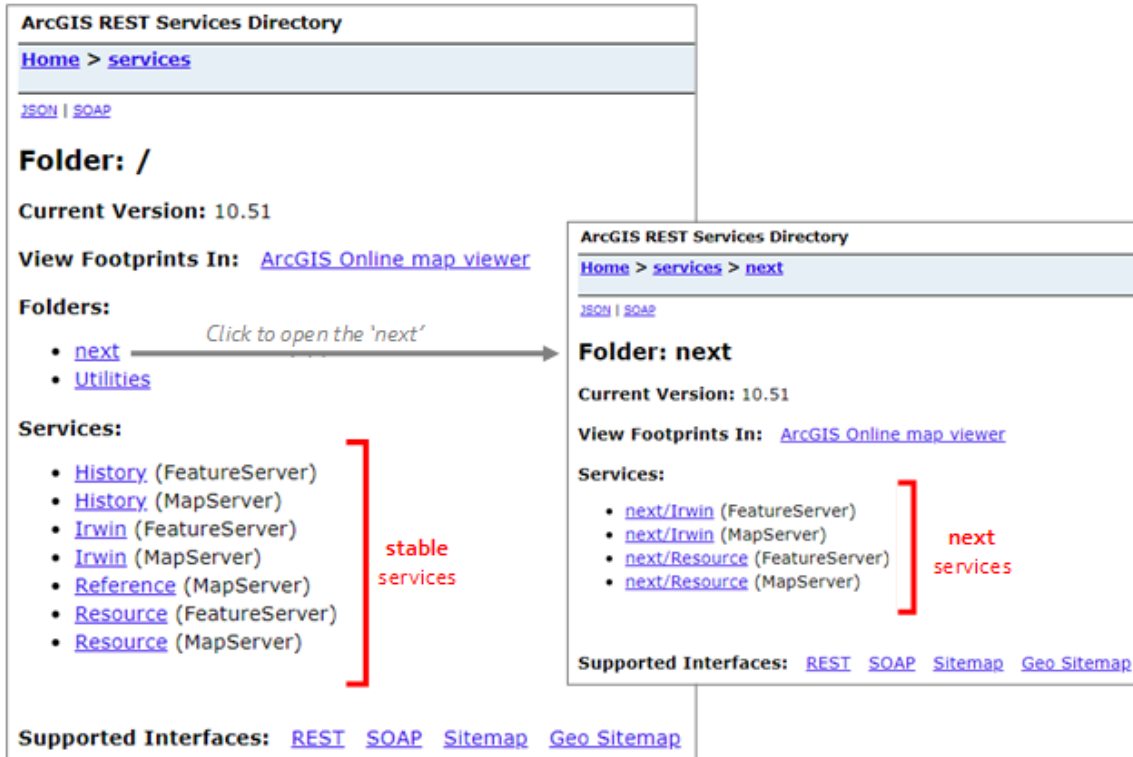 ArcGIS REST Services Directory
Home > services
JSON | SOAP
Folder: /
Current Version: 10.51
View Footprints In: ArcGIS Online map viewer
Folders:
• next
Click to open the 'next'
• Utilities
Services:
• History (FeatureServer)
• History (MapServer)
• Irwin (FeatureServer)
• Irwin (MapServer)
• Reference (MapServer)
• Resource (FeatureServer)
• Resource (MapServer)
stable
services
Supported Interfaces: REST SOAP Sitemap Geo Sitemap
ArcGIS REST Services Directory
Home > services > next
JSON | SOAP
Folder: next
Current Version: 10.51
View Footprints In: ArcGIS Online map viewer
Services:
• next/Irwin (FeatureServer)
• next/Irwin (MapServer)
• next/Resource (FeatureServer)
• next/Resource (MapServer)
next
services
Supported Interfaces: REST SOAP Sitemap Geo Sitemap